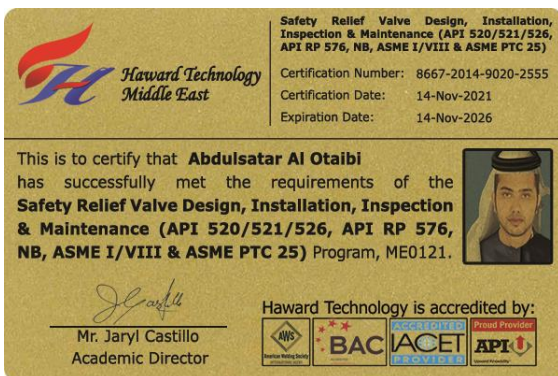 Haward Technology
Middle East
Safety Relief Valve Design, Installation,
Inspection & Maintenance (API 520/521/526,
API RP 576, NB, ASME I/VIII & ASME PTC 25)
Certification Number: 8667-2014-9020-2555
Certification Date: 14-Nov-2021
Expiration Date: 14-Nov-2026
This is to certify that Abdulsatar Al Otaibi
has successfully met the requirements of the
Safety Relief Valve Design, Installation, Inspection
& Maintenance (API 520/521/526, API RP 576,
NB, ASME I/VIII & ASME PTC 25) Program, ME0121.
Mr. Jaryl Castillo
Academic Director
Haward Technology is accredited by:
AWS
American Welding Society
BAC
ACCREDITED
IACET
PROVIDER
Proud Provider
API